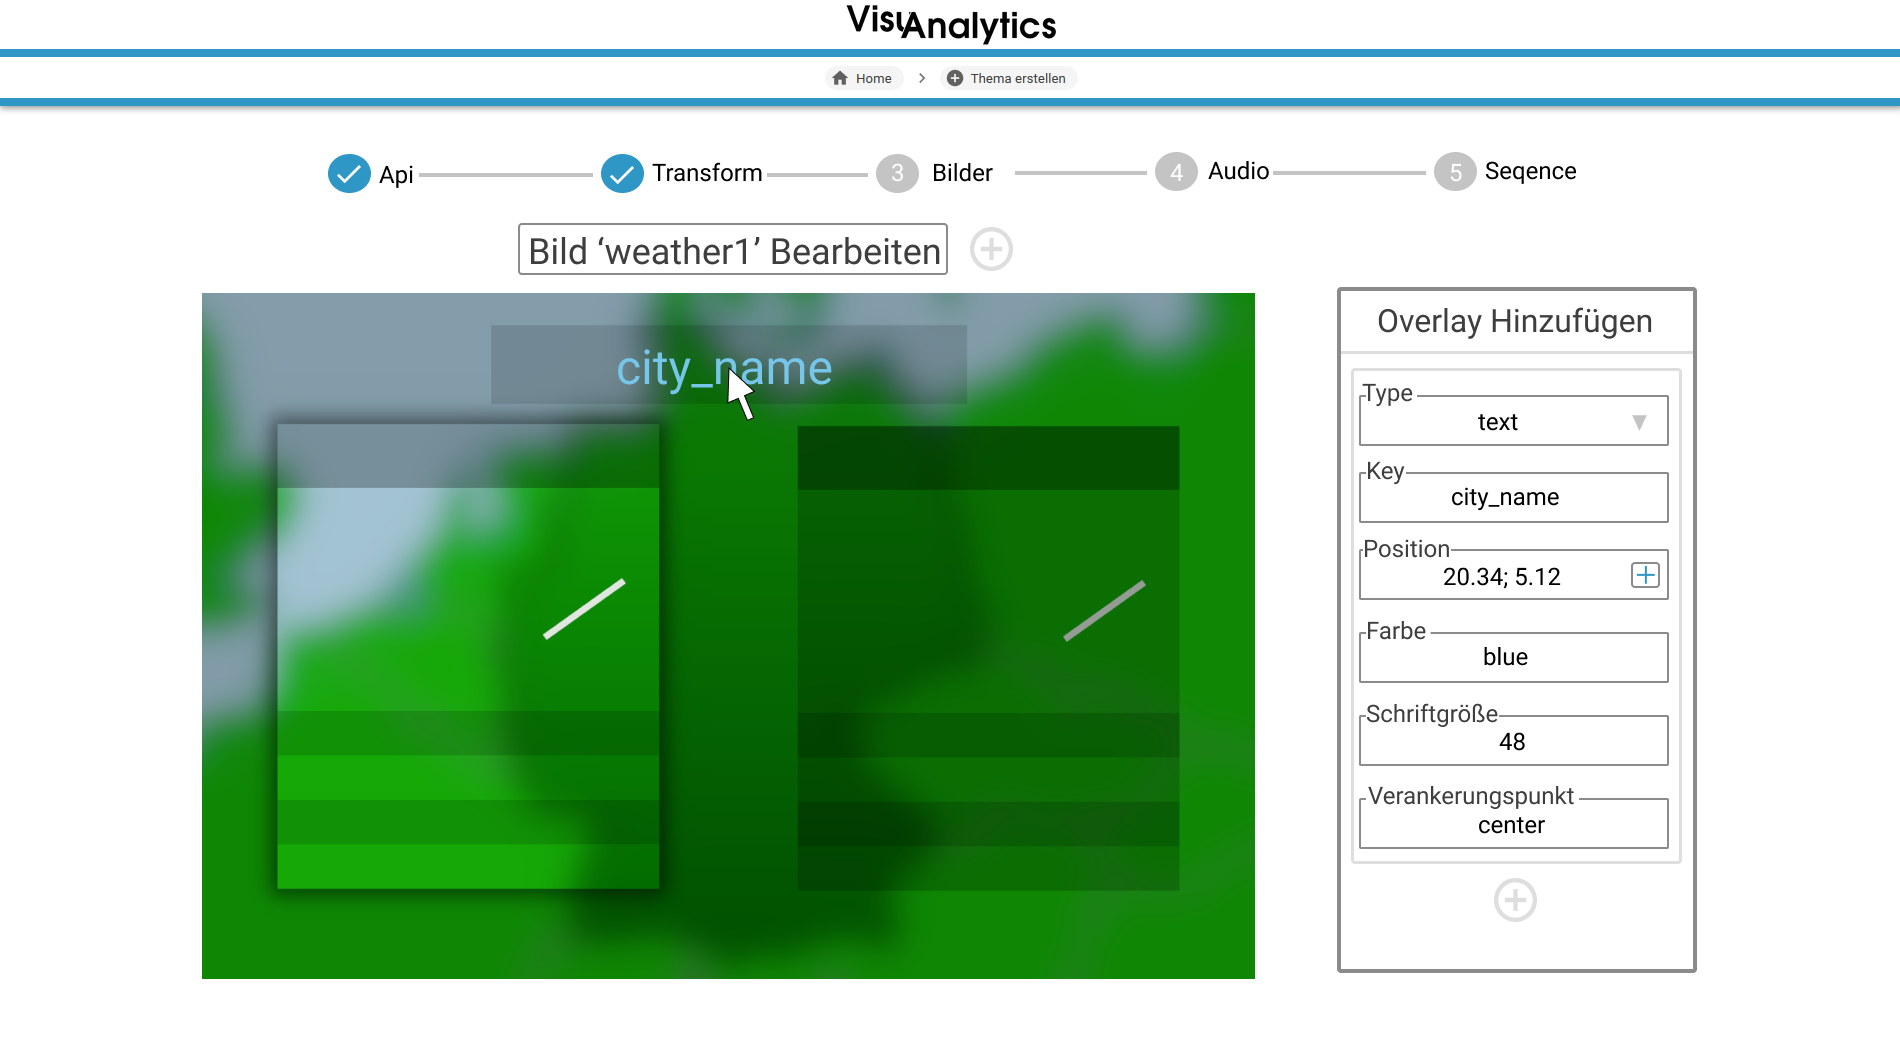 VisuAnalytics
Home > Thema erstellen
Api Transform 3 Bilder 4 Audio 5 Seqence
Bild ‘weather1’ Bearbeiten
city_name
Overlay Hinzufügen
Type
text
Key
city_name
Position
20.34; 5.12
Farbe
blue
Schriftgröße
48
Verankerungspunkt
center